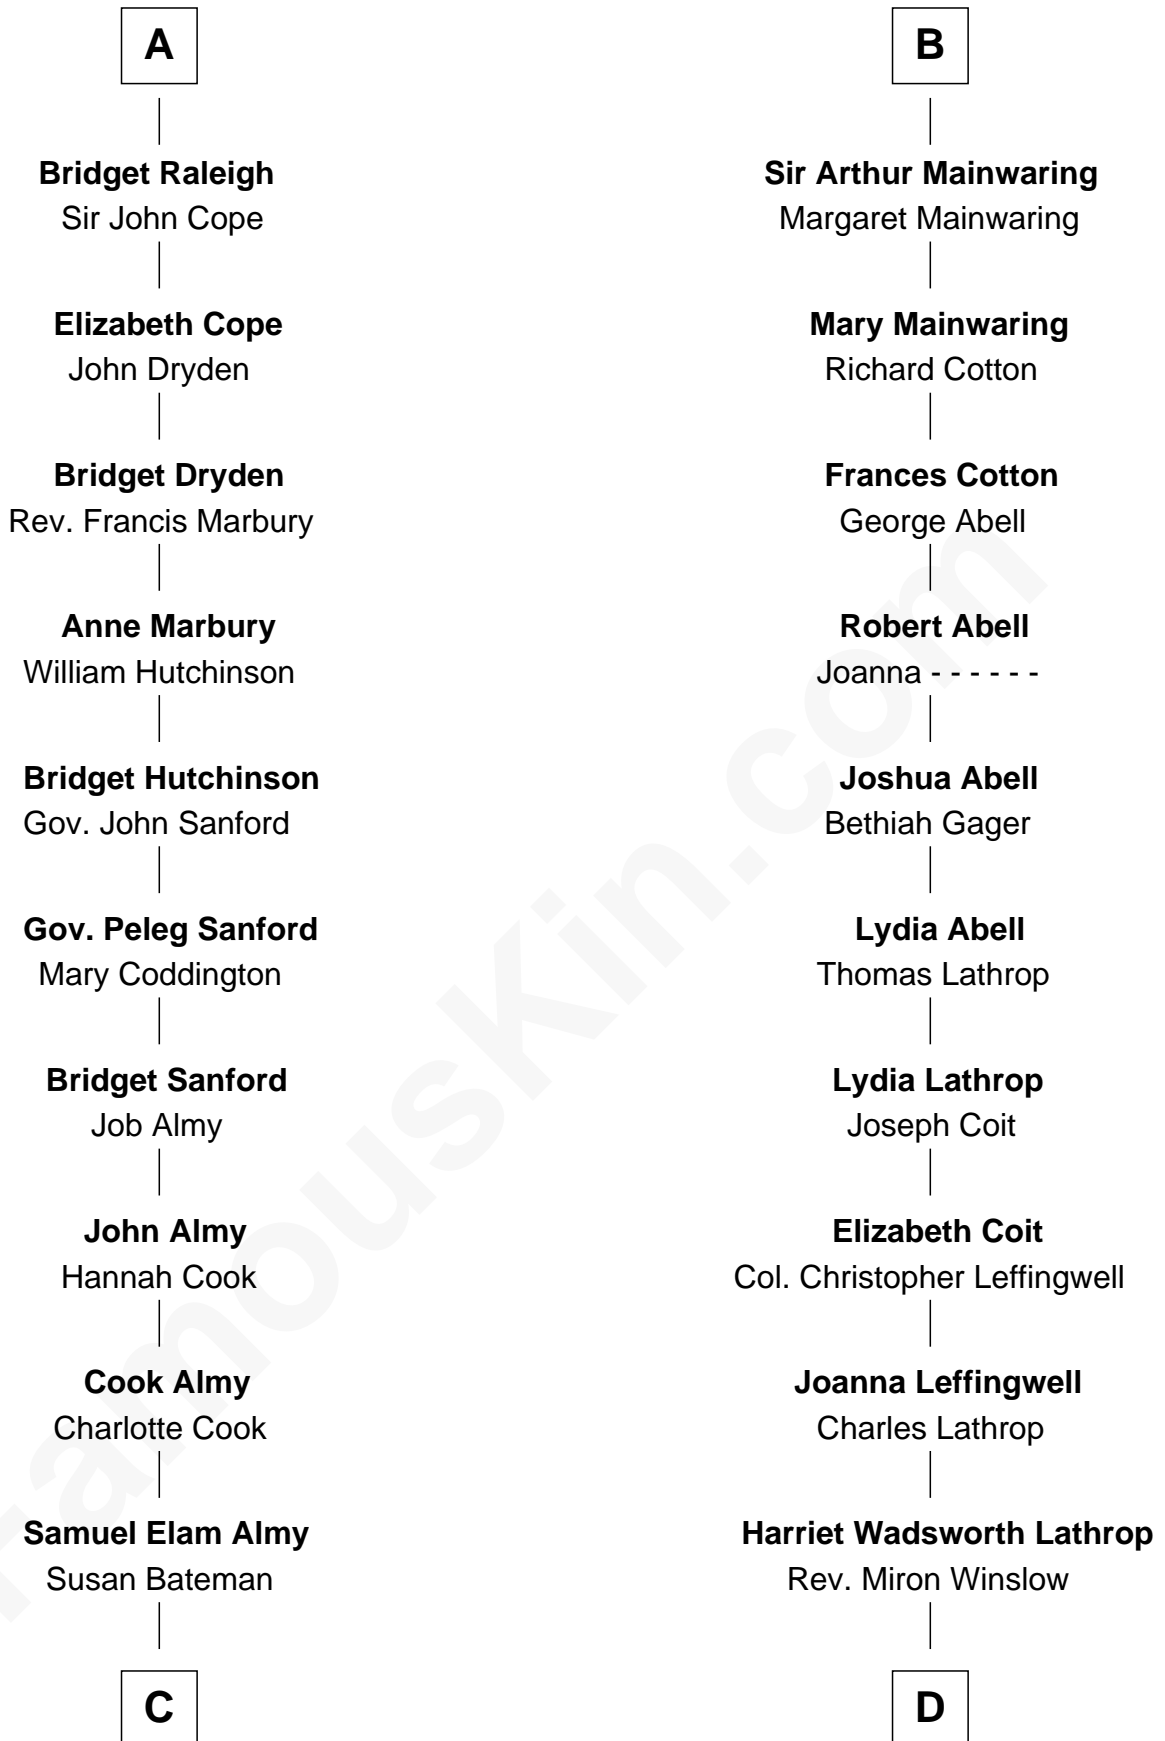 A
Bridget Raleigh
Sir John Cope
Elizabeth Cope
John Dryden
Bridget Dryden
Rev. Francis Marbury
Anne Marbury
William Hutchinson
Bridget Hutchinson
Gov. John Sanford
Gov. Peleg Sanford
Mary Coddington
Bridget Sanford
Job Almy
John Almy
Hannah Cook
Cook Almy
Charlotte Cook
Samuel Elam Almy
Susan Bateman
C
B
Sir Arthur Mainwaring
Margaret Mainwaring
Mary Mainwaring
Richard Cotton
Frances Cotton
George Abell
Robert Abell
Joanna - - - - - -
Joshua Abell
Bethiah Gager
Lydia Abell
Thomas Lathrop
Lydia Lathrop
Joseph Coit
Elizabeth Coit
Col. Christopher Leffingwell
Joanna Leffingwell
Charles Lathrop
Harriet Wadsworth Lathrop
Rev. Miron Winslow
D
FamousKin.com